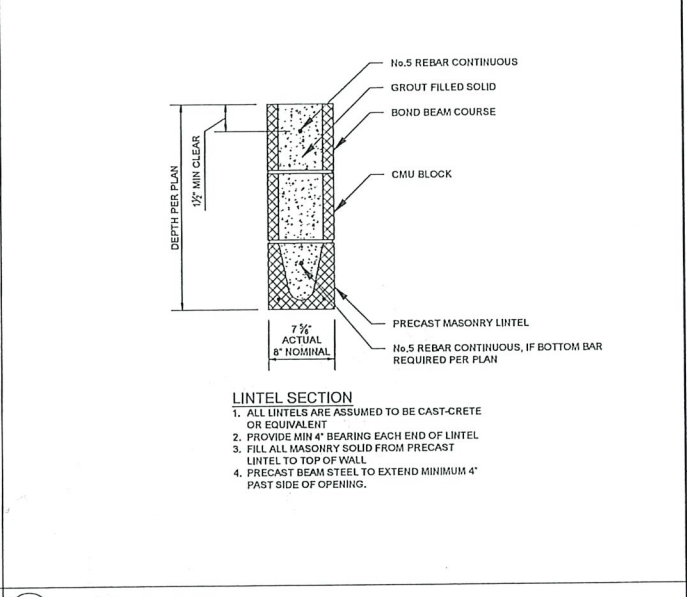 No.5 REBAR CONTINUOUS
GROUT FILLED SOLID
BOND BEAM COURSE
CMU BLOCK
DEPTH PER PLAN
1½" MIN CLEAR
PRECAST MASONRY LINTEL
No.5 REBAR CONTINUOUS, IF BOTTOM BAR
REQUIRED PER PLAN
7 ⅝"
ACTUAL
8" NOMINAL
LINTEL SECTION
1. ALL LINTELS ARE ASSUMED TO BE CAST-CRETE
OR EQUIVALENT
2. PROVIDE MIN 4" BEARING EACH END OF LINTEL
3. FILL ALL MASONRY SOLID FROM PRECAST
LINTEL TO TOP OF WALL
4. PRECAST BEAM STEEL TO EXTEND MINIMUM 4"
PAST SIDE OF OPENING.